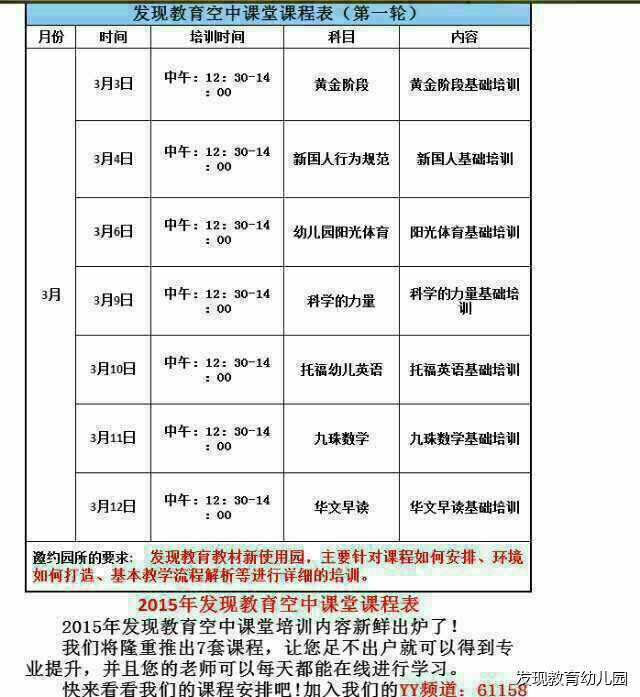 发现教育空中课堂课程表（第一轮）
月份 时间 培训时间 科目 内容
3月
3月3日 中午：12：30-14
：00 黄金阶段 黄金阶段基础培训
3月4日 中午：12：30-14
：00 新国人行为规范 新国人基础培训
3月6日 中午：12：30-14
：00 幼儿园阳光体育 阳光体育基础培训
3月9日 中午：12：30-14
：00 科学的力量 科学的力量基础培
训
3月10日 中午：12：30-14
：00 托福幼儿英语 托福英语基础培训
3月11日 中午：12：30-14
：00 九珠数学 九珠数学基础培训
3月12日 中午：12：30-14
：00 华文早读 华文早读基础培训
邀约园所的要求： 发现教育教材新使用园，主要针对课程如何安排、环境
如何打造、基本教学流程解析等进行详细的培训。
2015年发现教育空中课堂课程表
2015年发现教育空中课堂培训内容新鲜出炉了！
我们将隆重推出7套课程，让您足不出户就可以得到专
业提升，并且您的老师可以每天都能在线进行学习。
快来看看我们的课程安排吧！加入我们的YY频道：61158
发现教育幼儿园